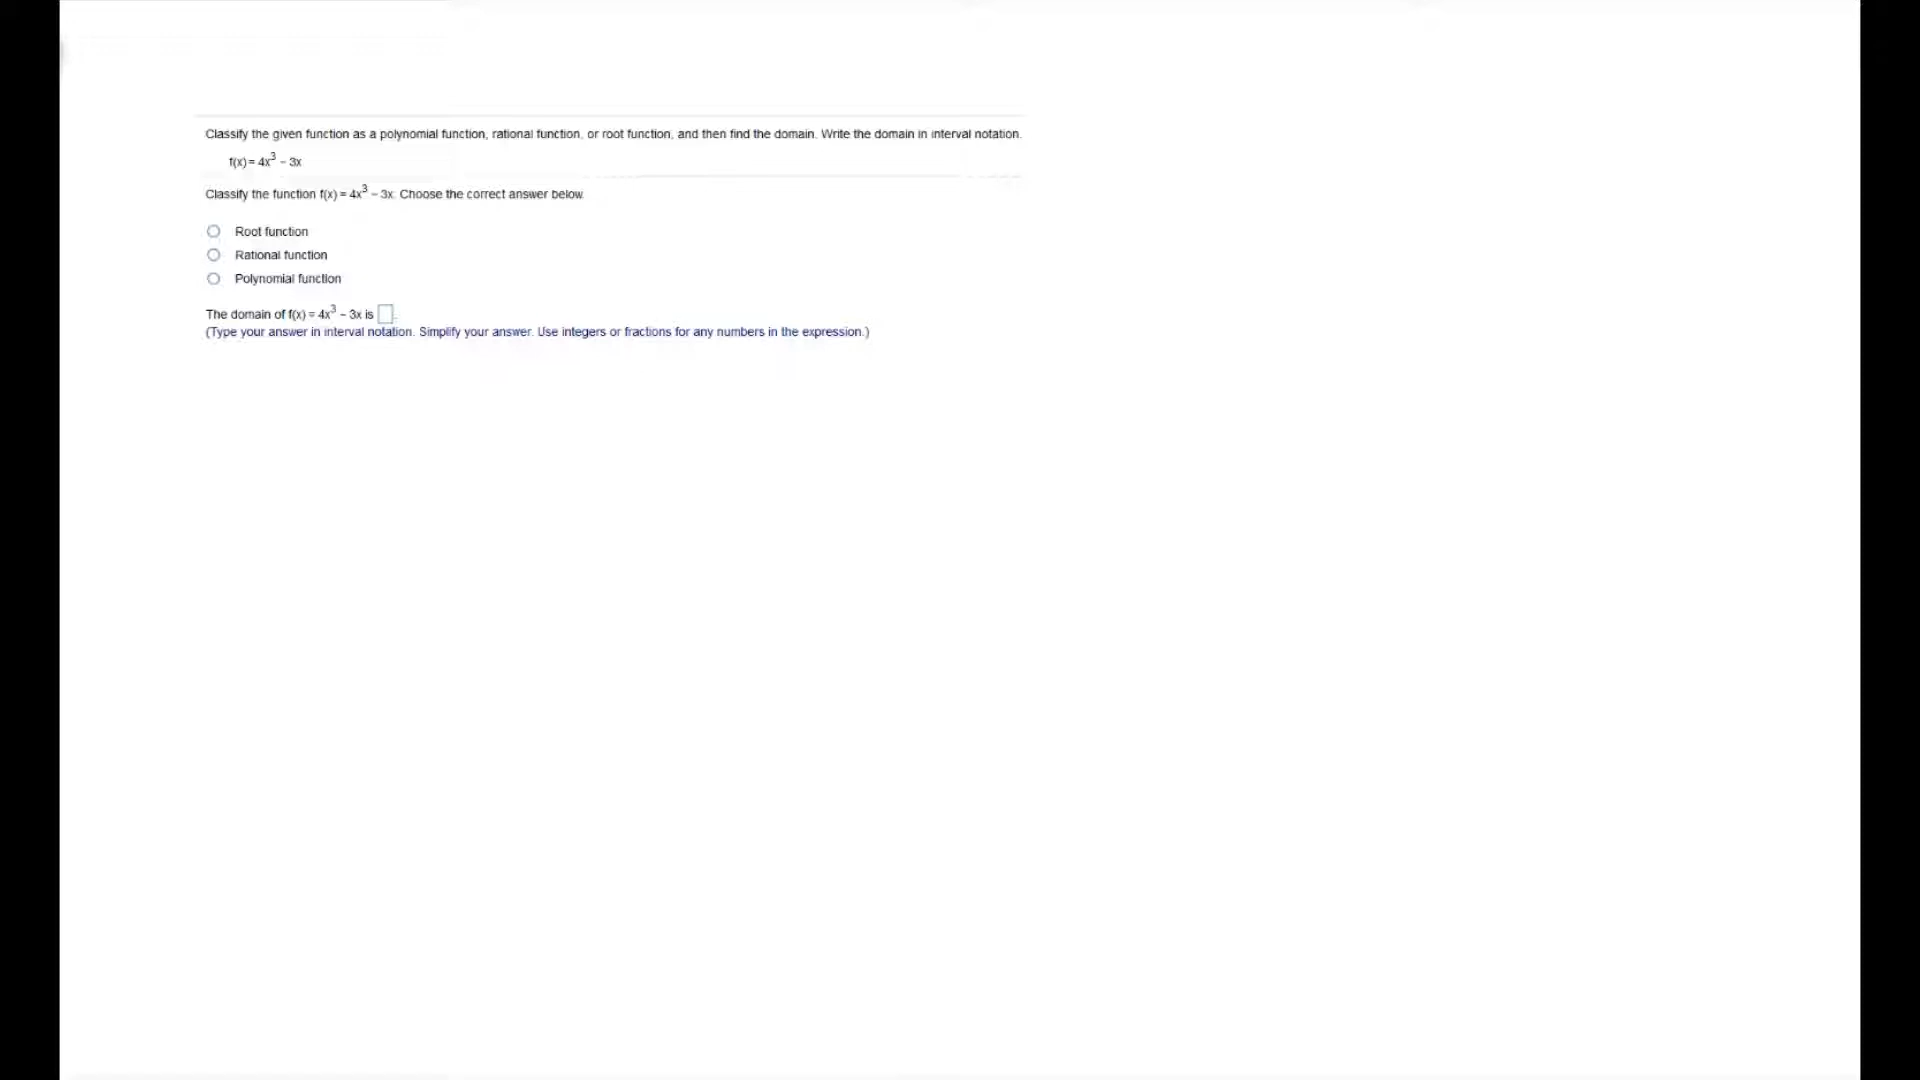 Classify the given function as a polynomial function, rational function, or root function, and then find the domain. Write the domain in interval notation.
f(x) = 4x³ − 3x
Classify the function f(x) = 4x³ − 3x. Choose the correct answer below.
Root function
Rational function
Polynomial function
The domain of f(x) = 4x³ − 3x is .
(Type your answer in interval notation. Simplify your answer. Use integers or fractions for any numbers in the expression.)